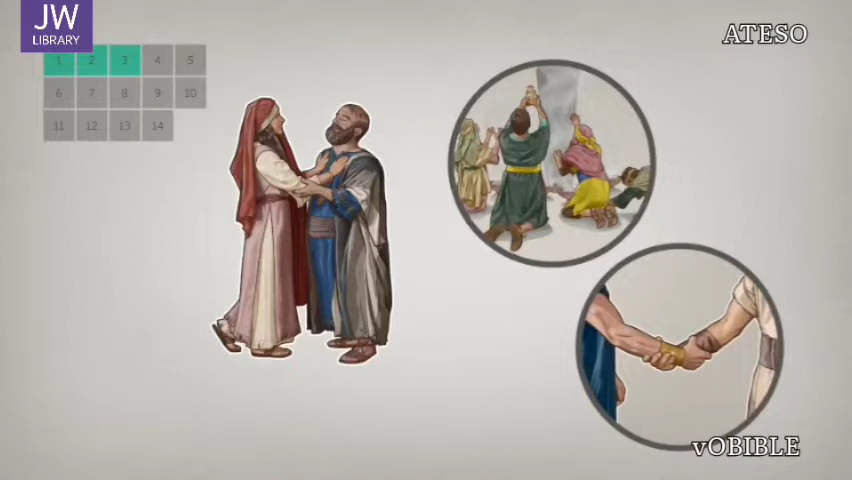 JW
LIBRARY
ATESO
1 2 3 4 5
6 7 8 9 10
11 12 13 14
vOBIBLE